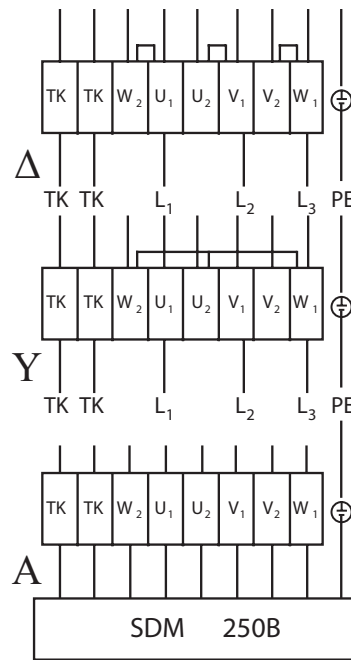 TK TK W₂ U₁ U₂ V₁ V₂ W₁
Δ
TK TK L₁ L₂ L₃ PE
TK TK W₂ U₁ U₂ V₁ V₂ W₁
Y
TK TK L₁ L₂ L₃ PE
TK TK W₂ U₁ U₂ V₁ V₂ W₁
A
SDM 250B